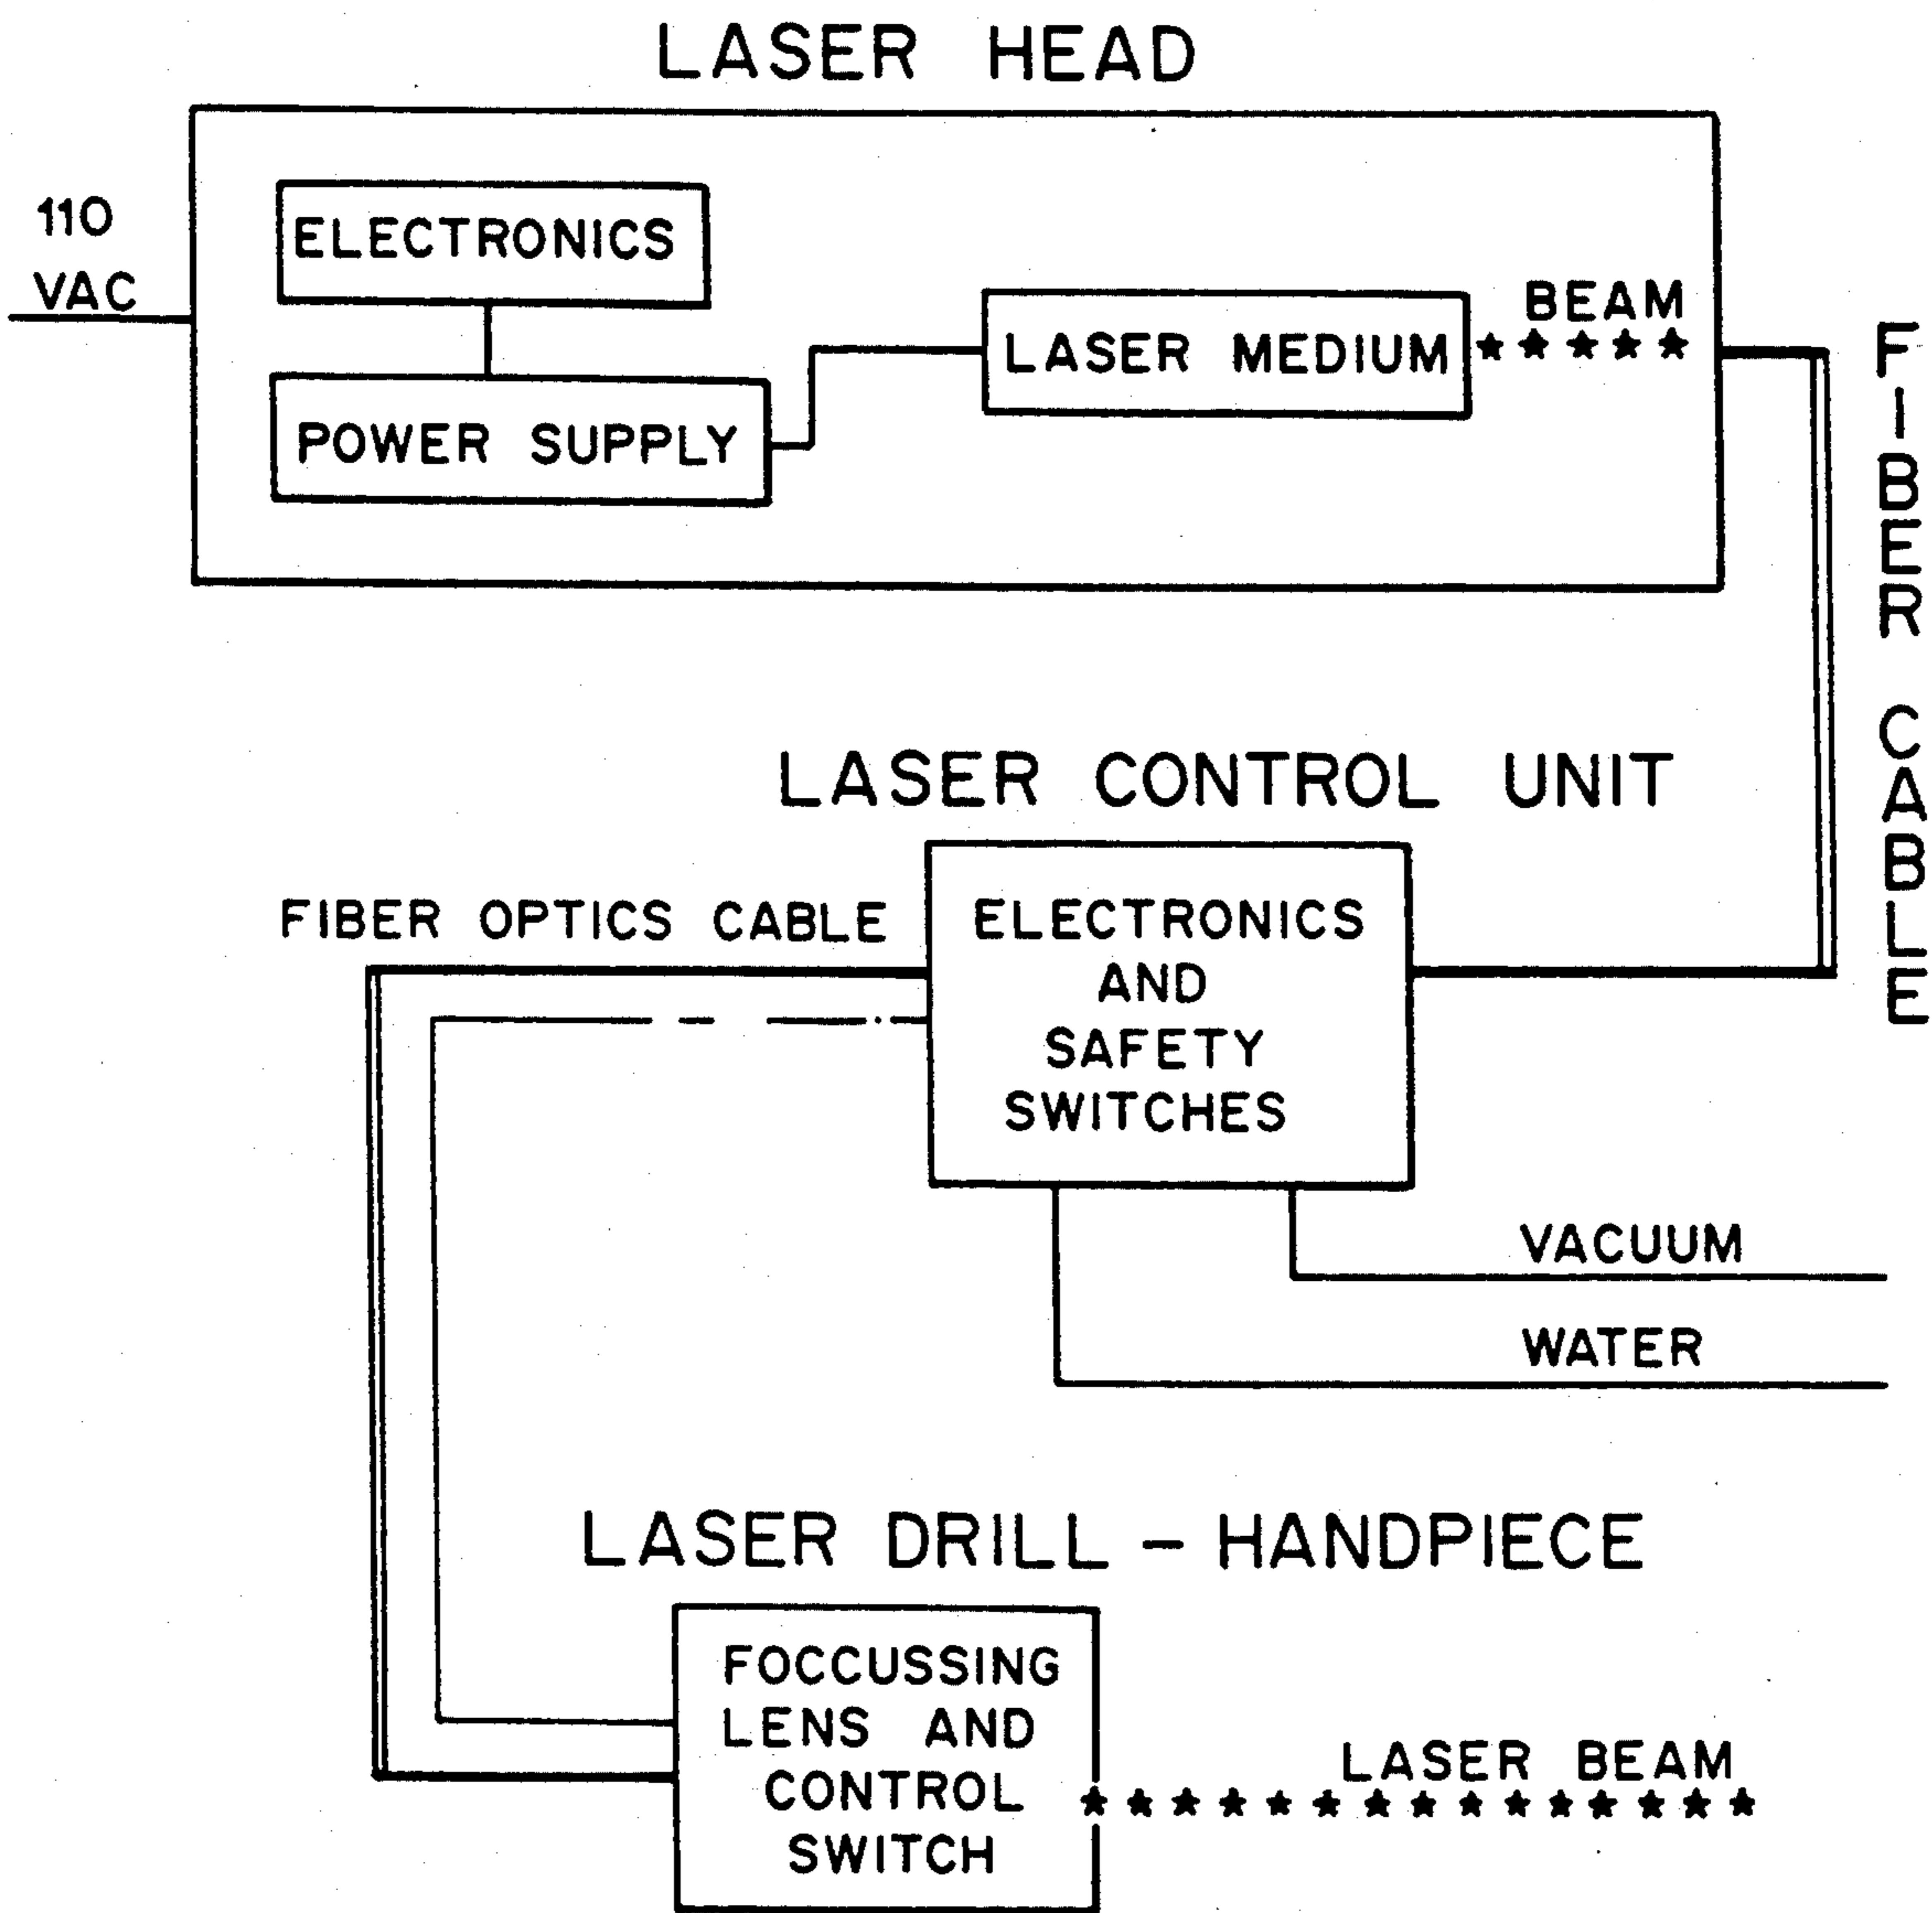 LASER HEAD
110
VAC
ELECTRONICS
POWER SUPPLY
LASER MEDIUM
BEAM
FIBER CABLE
LASER CONTROL UNIT
FIBER OPTICS CABLE
ELECTRONICS
AND
SAFETY
SWITCHES
VACUUM
WATER
LASER DRILL - HANDPIECE
FOCCUSSING
LENS AND
CONTROL
SWITCH
LASER BEAM